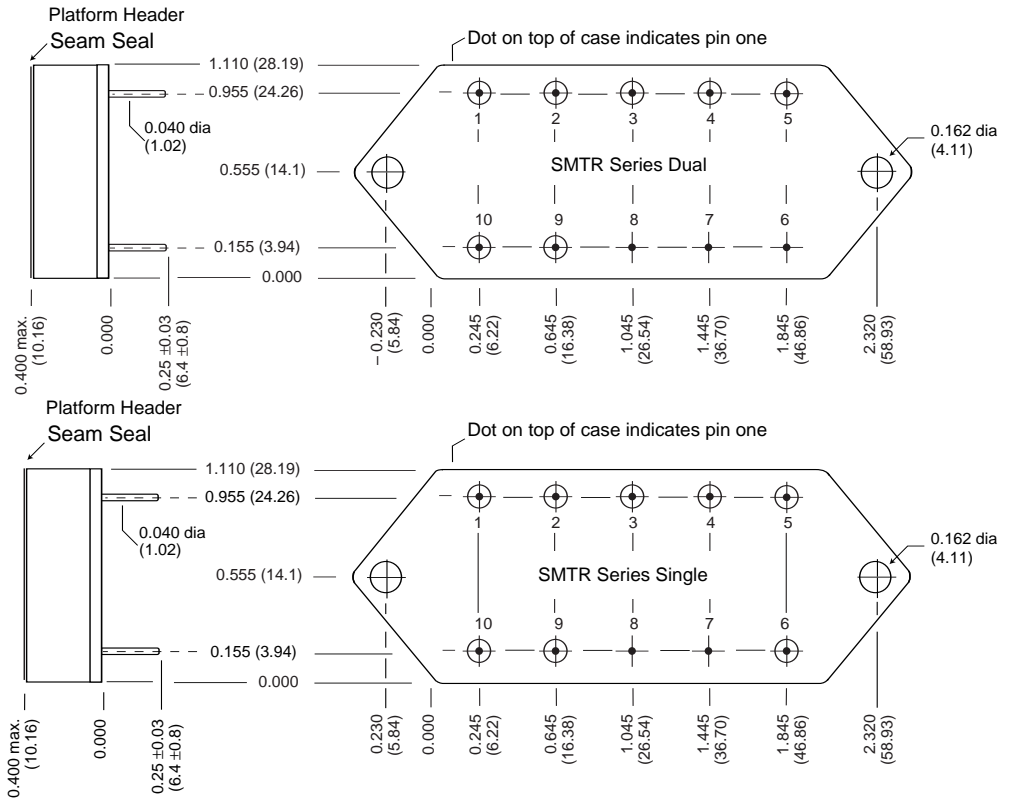 Platform Header
Seam Seal
Dot on top of case indicates pin one
1.110 (28.19)
0.955 (24.26)
0.040 dia
(1.02)
0.555 (14.1)
0.155 (3.94)
0.000
1 2 3 4 5
0.162 dia
(4.11)
SMTR Series Dual
10 9 8 7 6
0.400 max.
(10.16)
0.000
0.25 ±0.03
(6.4 ±0.8)
– 0.230
(5.84)
0.000
0.245
(6.22)
0.645
(16.38)
1.045
(26.54)
1.445
(36.70)
1.845
(46.86)
2.320
(58.93)
Platform Header
Seam Seal
Dot on top of case indicates pin one
1.110 (28.19)
0.955 (24.26)
0.040 dia
(1.02)
0.555 (14.1)
0.155 (3.94)
0.000
1 2 3 4 5
0.162 dia
(4.11)
SMTR Series Single
10 9 8 7 6
0.400 max.
(10.16)
0.000
0.25 ±0.03
(6.4 ±0.8)
0.230
(5.84)
0.000
0.245
(6.22)
0.645
(16.38)
1.045
(26.54)
1.445
(36.70)
1.845
(46.86)
2.320
(58.93)